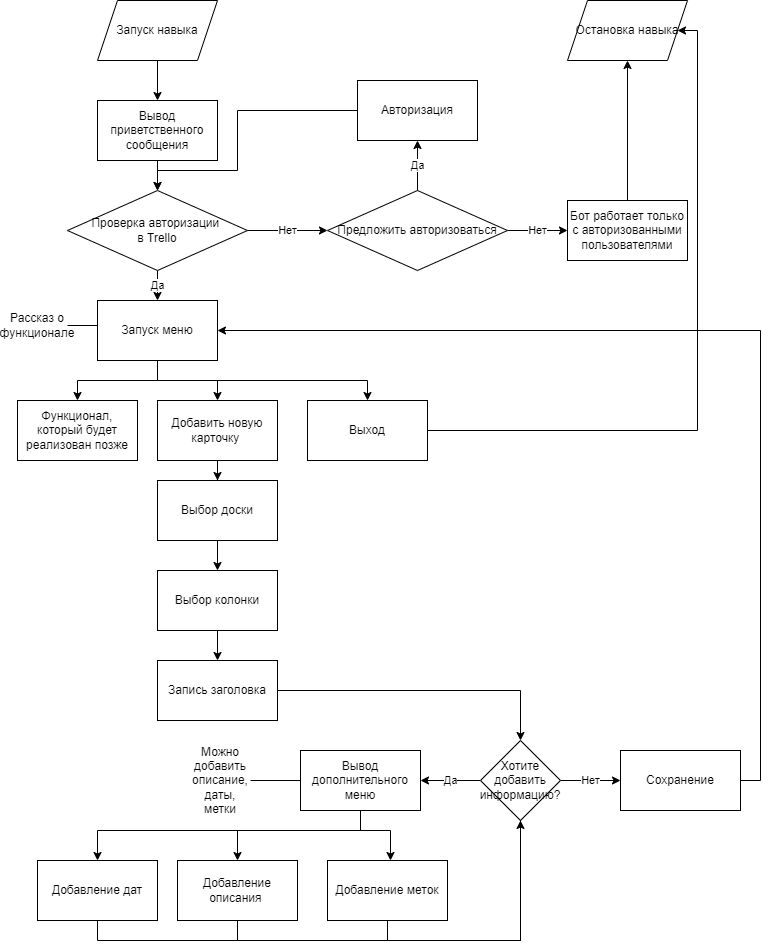 Запуск навыка
Остановка навыка
Вывод
приветственного
сообщения
Авторизация
Да
Проверка авторизации
в Trello
Нет
Предложить авторизоваться
Нет
Бот работает только
с авторизованными
пользователями
Да
Рассказ о
функционале
Запуск меню
Функционал,
который будет
реализован позже
Добавить новую
карточку
Выход
Выбор доски
Выбор колонки
Запись заголовка
Можно
добавить
описание,
даты,
метки
Вывод
дополнительного
меню
Да
Хотите
добавить
информацию?
Нет
Сохранение
Добавление дат
Добавление
описания
Добавление меток